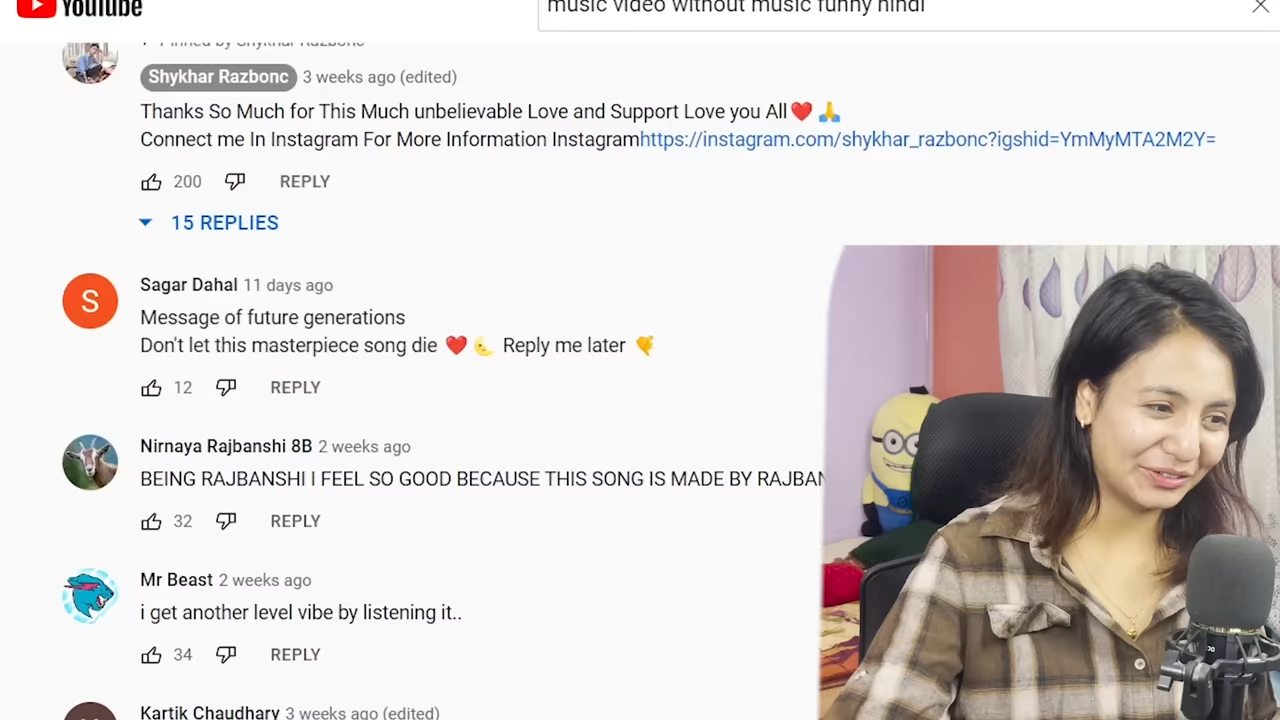 YouTube
music video without music funny hindi
Pinned by Shykhar Razbonc
Shykhar Razbonc 3 weeks ago (edited)
Thanks So Much for This Much unbelievable Love and Support Love you All❤️🙏
Connect me In Instagram For More Information Instagramhttps://instagram.com/shykhar_razbonc?igshid=YmMyMTA2M2Y=
200 REPLY
15 REPLIES
S
Sagar Dahal 11 days ago
Message of future generations
Don't let this masterpiece song die ❤️🌜 Reply me later 🤙
12 REPLY
Nirnaya Rajbanshi 8B 2 weeks ago
BEING RAJBANSHI I FEEL SO GOOD BECAUSE THIS SONG IS MADE BY RAJBAN
32 REPLY
Mr Beast 2 weeks ago
i get another level vibe by listening it..
34 REPLY
Kartik Chaudhary 3 weeks ago (edited)